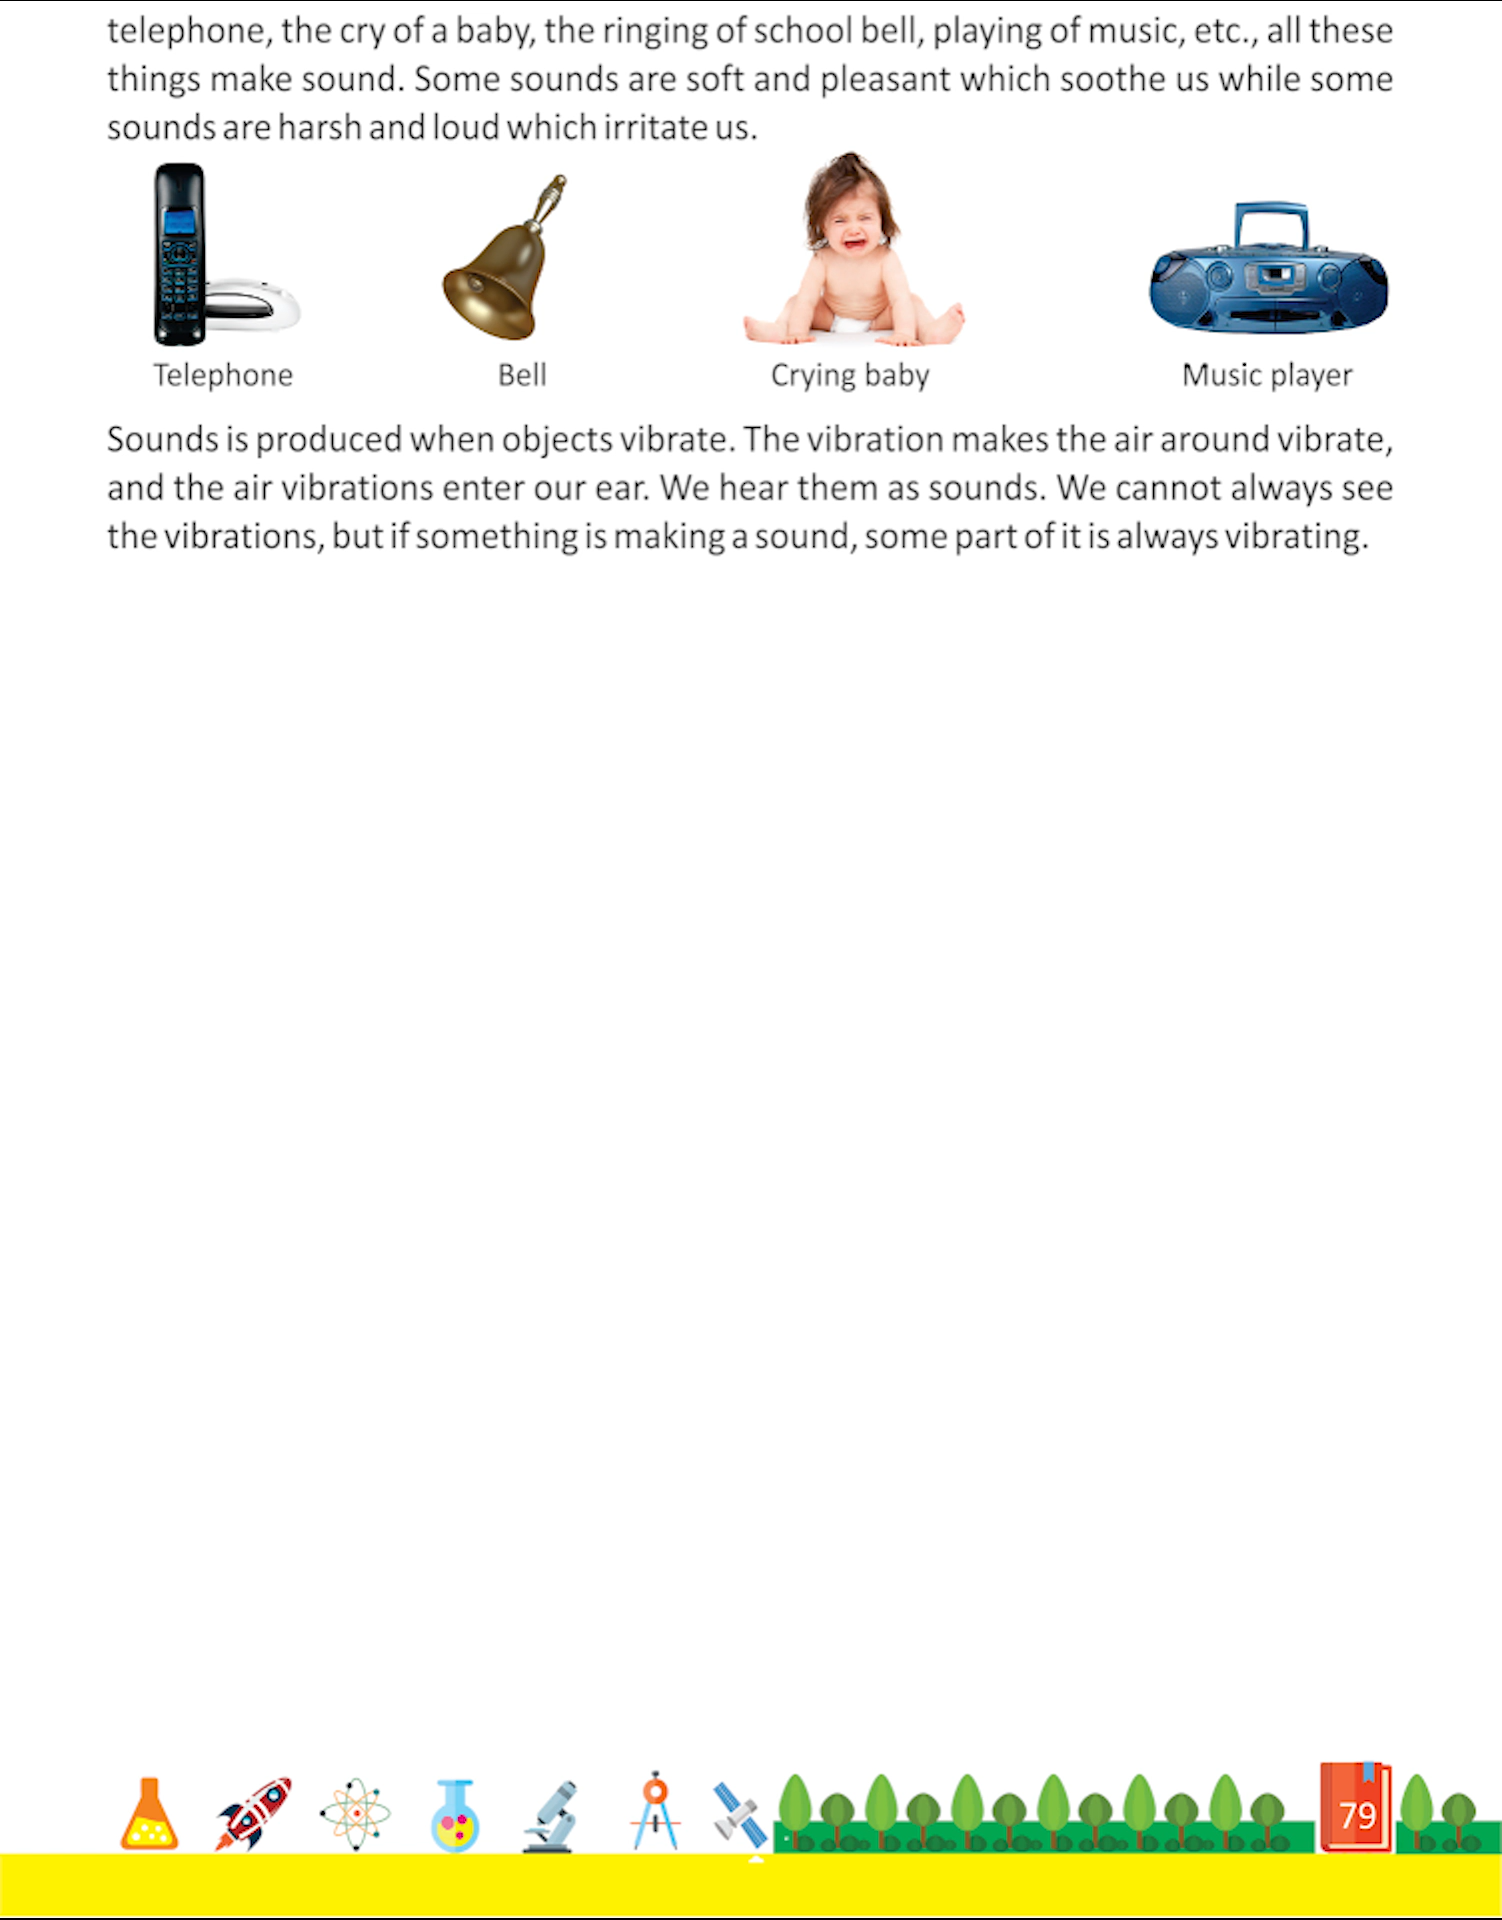 telephone, the cry of a baby, the ringing of school bell, playing of music, etc., all these
things make sound. Some sounds are soft and pleasant which soothe us while some
sounds are harsh and loud which irritate us.
Telephone
Bell
Crying baby
Music player
Sounds is produced when objects vibrate. The vibration makes the air around vibrate,
and the air vibrations enter our ear. We hear them as sounds. We cannot always see
the vibrations, but if something is making a sound, some part of it is always vibrating.
79